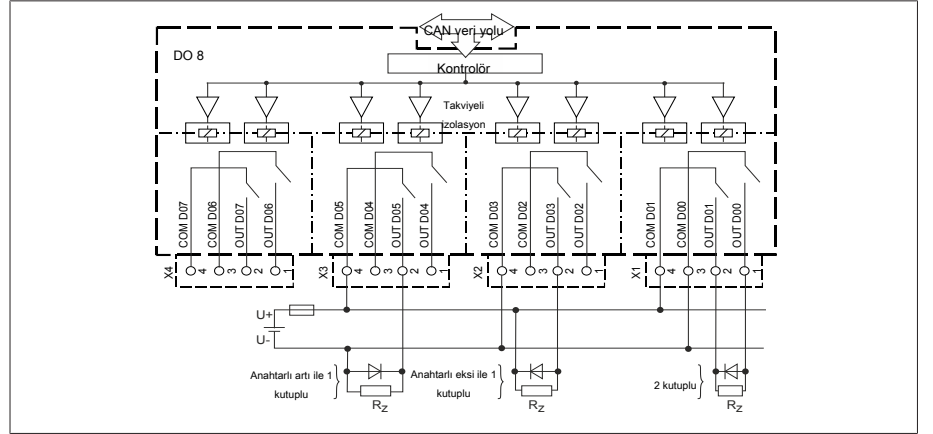 CAN veri yolu
DO 8
Kontrolör
Takviyeli
izolasyon
COM D07
COM D06
OUT D07
OUT D06
COM D05
COM D04
OUT D05
OUT D04
COM D03
COM D02
OUT D03
OUT D02
COM D01
COM D00
OUT D01
OUT D00
X4 4 3 2 1
X3 4 3 2 1
X2 4 3 2 1
X1 4 3 2 1
U+
U-
Anahtarlı artı ile 1
kutuplu
RZ
Anahtarlı eksi ile 1
kutuplu
RZ
2 kutuplu
RZ